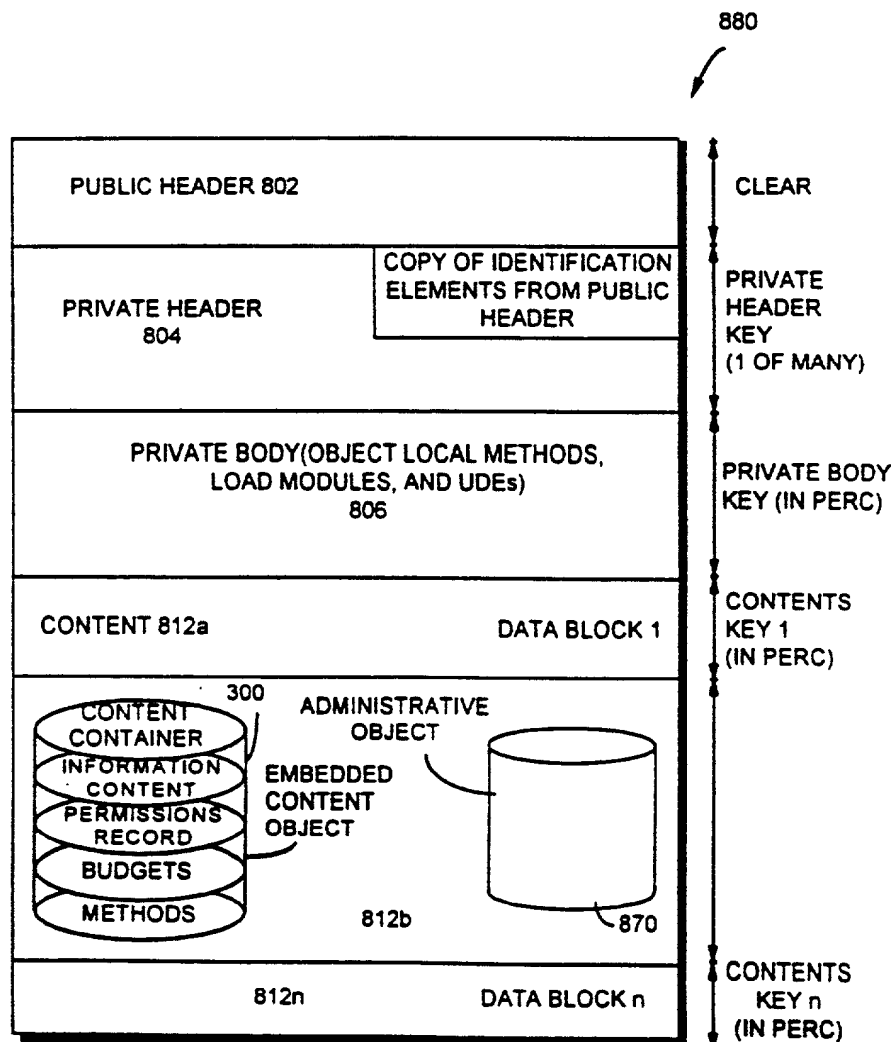 880
PUBLIC HEADER 802
CLEAR
COPY OF IDENTIFICATION
ELEMENTS FROM PUBLIC
HEADER
PRIVATE HEADER
804
PRIVATE
HEADER
KEY
(1 OF MANY)
PRIVATE BODY(OBJECT LOCAL METHODS,
LOAD MODULES, AND UDEs)
806
PRIVATE BODY
KEY (IN PERC)
CONTENT 812a
DATA BLOCK 1
CONTENTS
KEY 1
(IN PERC)
300
CONTENT
CONTAINER
INFORMATION
CONTENT
PERMISSIONS
RECORD
BUDGETS
METHODS
EMBEDDED
CONTENT
OBJECT
ADMINISTRATIVE
OBJECT
812b
870
812n
DATA BLOCK n
CONTENTS
KEY n
(IN PERC)